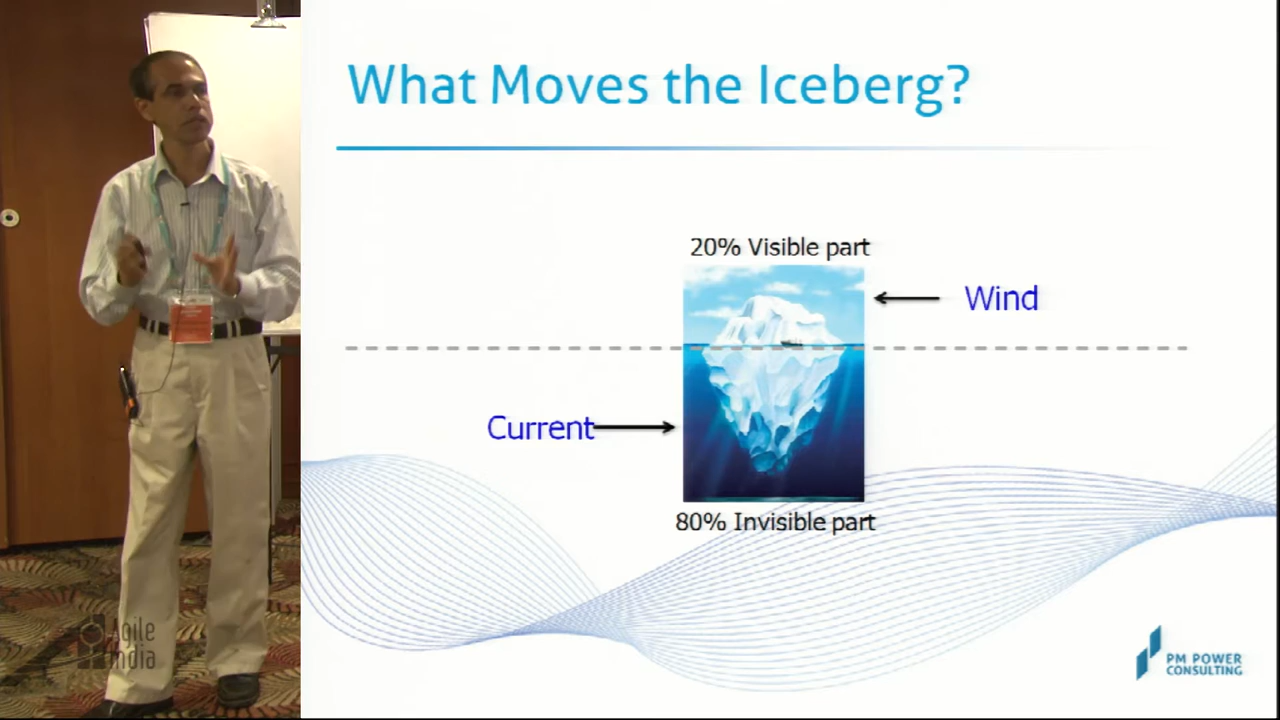 What Moves the Iceberg?
20% Visible part
Wind
Current
80% Invisible part
PM POWER
CONSULTING
Agile
India